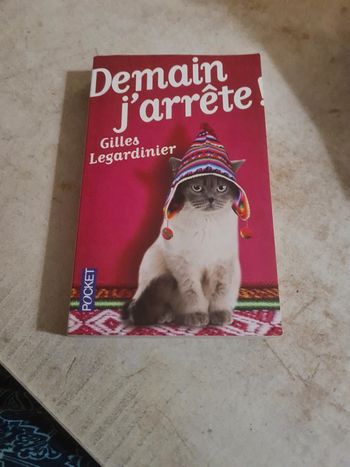 Demain
j'arrête !
Gilles
Legardinier
POCKET